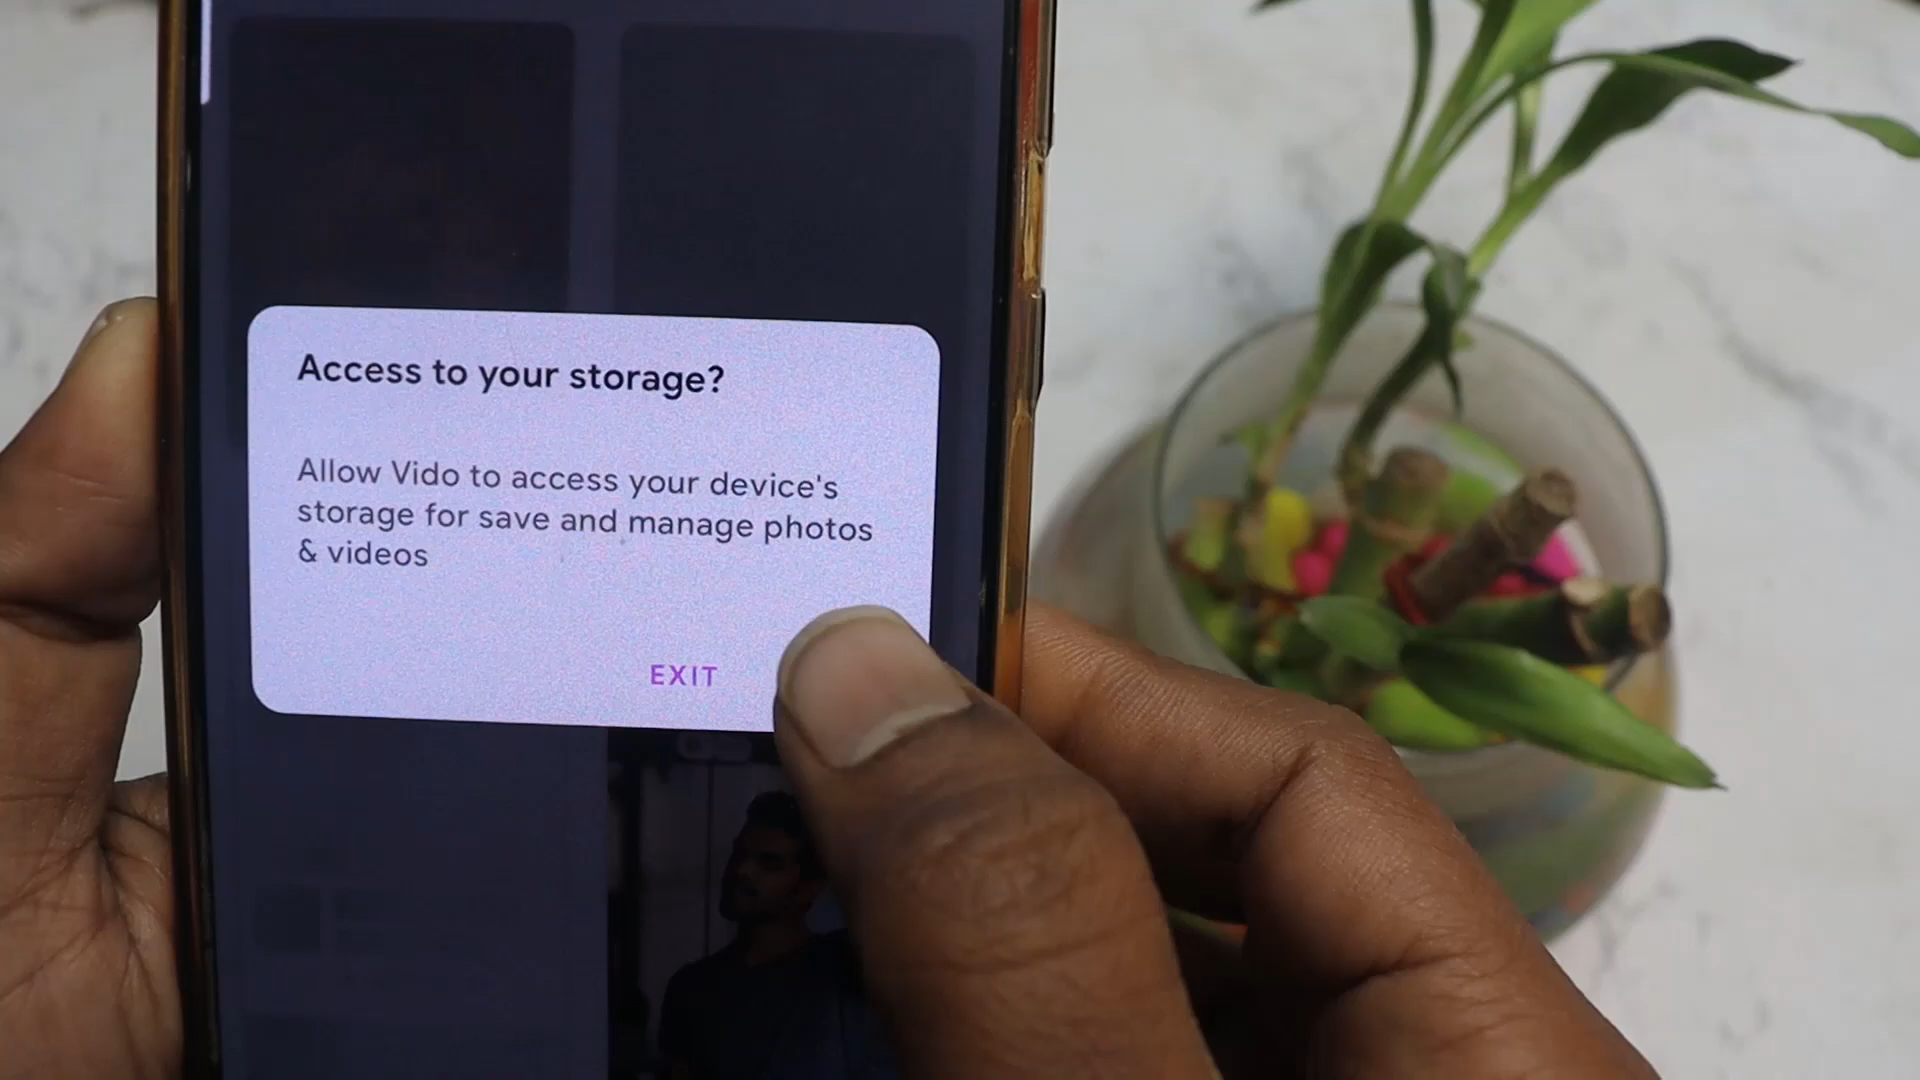 Access to your storage?
Allow Vido to access your device's
storage for save and manage photos
& videos
EXIT